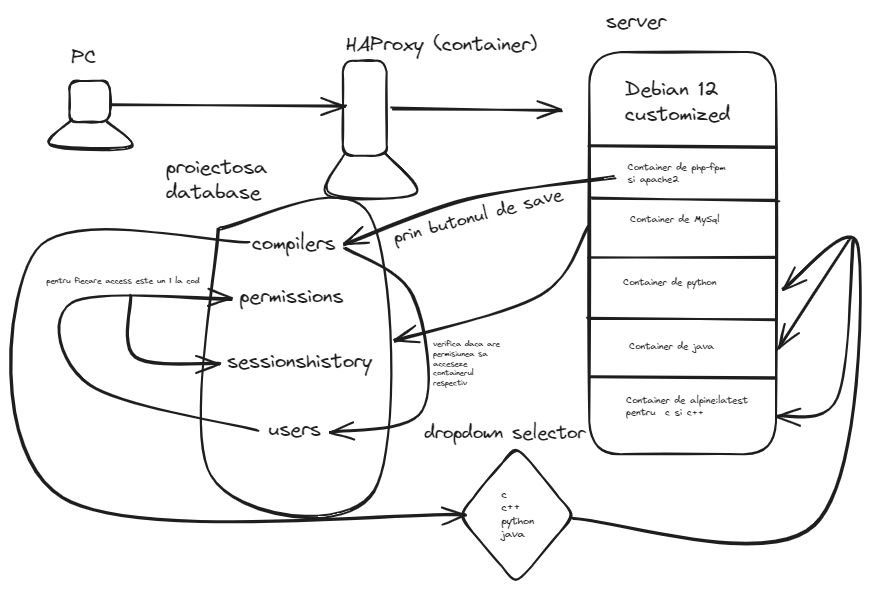 server
HAProxy (container)
PC
Debian 12
customized
proiectosa
database
Container de php-fpm
si apache2
prin butonul de save
Container de MySql
compilers
pentru fiecare access este un 1 la cod
permissions
Container de python
verifica daca are
permisiunea sa
acceseze
containerul
respectiv
Container de java
sessionshistory
Container de alpine:latest
pentru c si c++
users
dropdown selector
c
c++
python
java